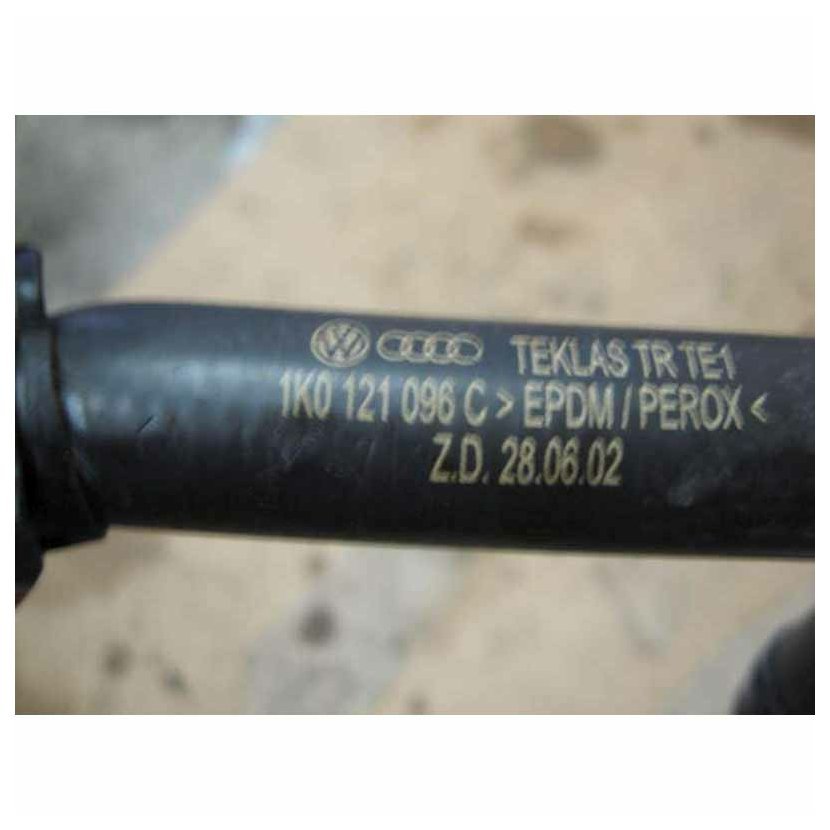 TEKLAS TR TE1
1K0 121 096 C > EPDM / PEROX <
Z.D. 28.06.02